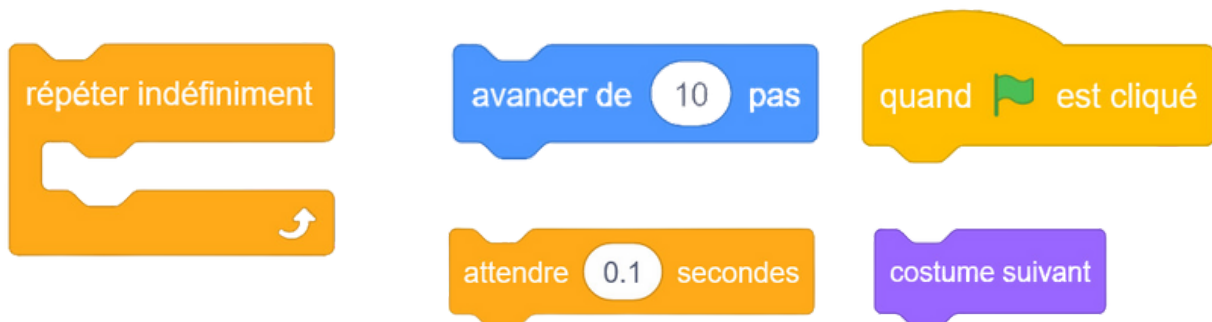 répéter indéfiniment
avancer de 10 pas
quand est cliqué
attendre 0.1 secondes
costume suivant